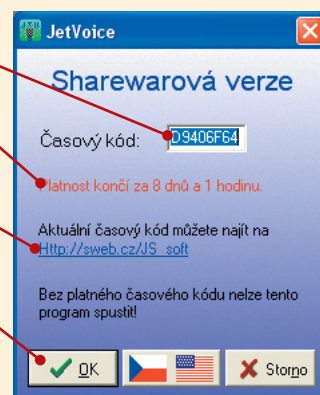 JetVoice
Sharewarová verze
Časový kód: D9406F64
Platnost končí za 8 dnů a 1 hodinu.
Aktuální časový kód můžete najít na
Http://sweb.cz/JS_soft
Bez platného časového kódu nelze tento
program spustit!
OK Storno